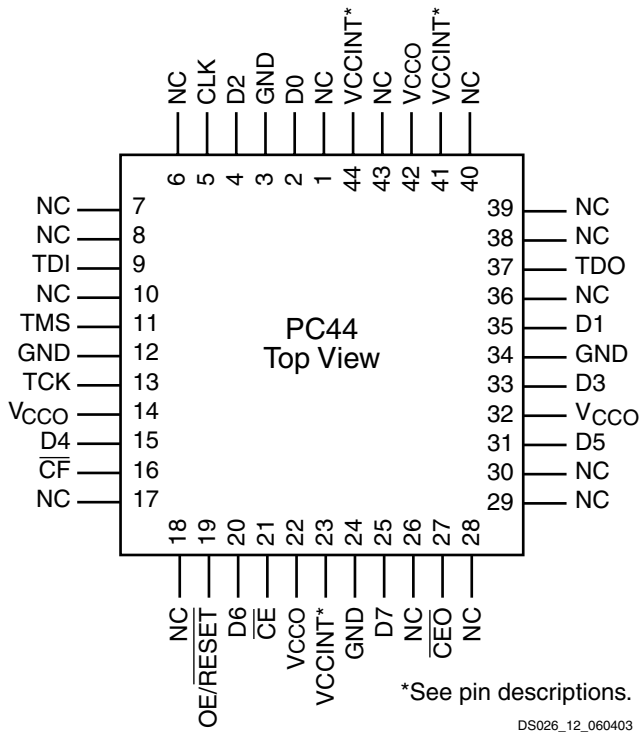 NC CLK D2 GND D0 NC VCCINT* NC VCCO VCCINT* NC
6 5 4 3 2 1 44 43 42 41 40
NC 7
NC 8
TDI 9
NC 10
TMS 11
GND 12
TCK 13
VCCO 14
D4 15
CF 16
NC 17
PC44
Top View
39 NC
38 NC
37 TDO
36 NC
35 D1
34 GND
33 D3
32 VCCO
31 D5
30 NC
29 NC
18 19 20 21 22 23 24 25 26 27 28
NC OE/RESET D6 CE VCCO VCCINT* GND D7 NC CEO NC
*See pin descriptions.
DS026_12_060403